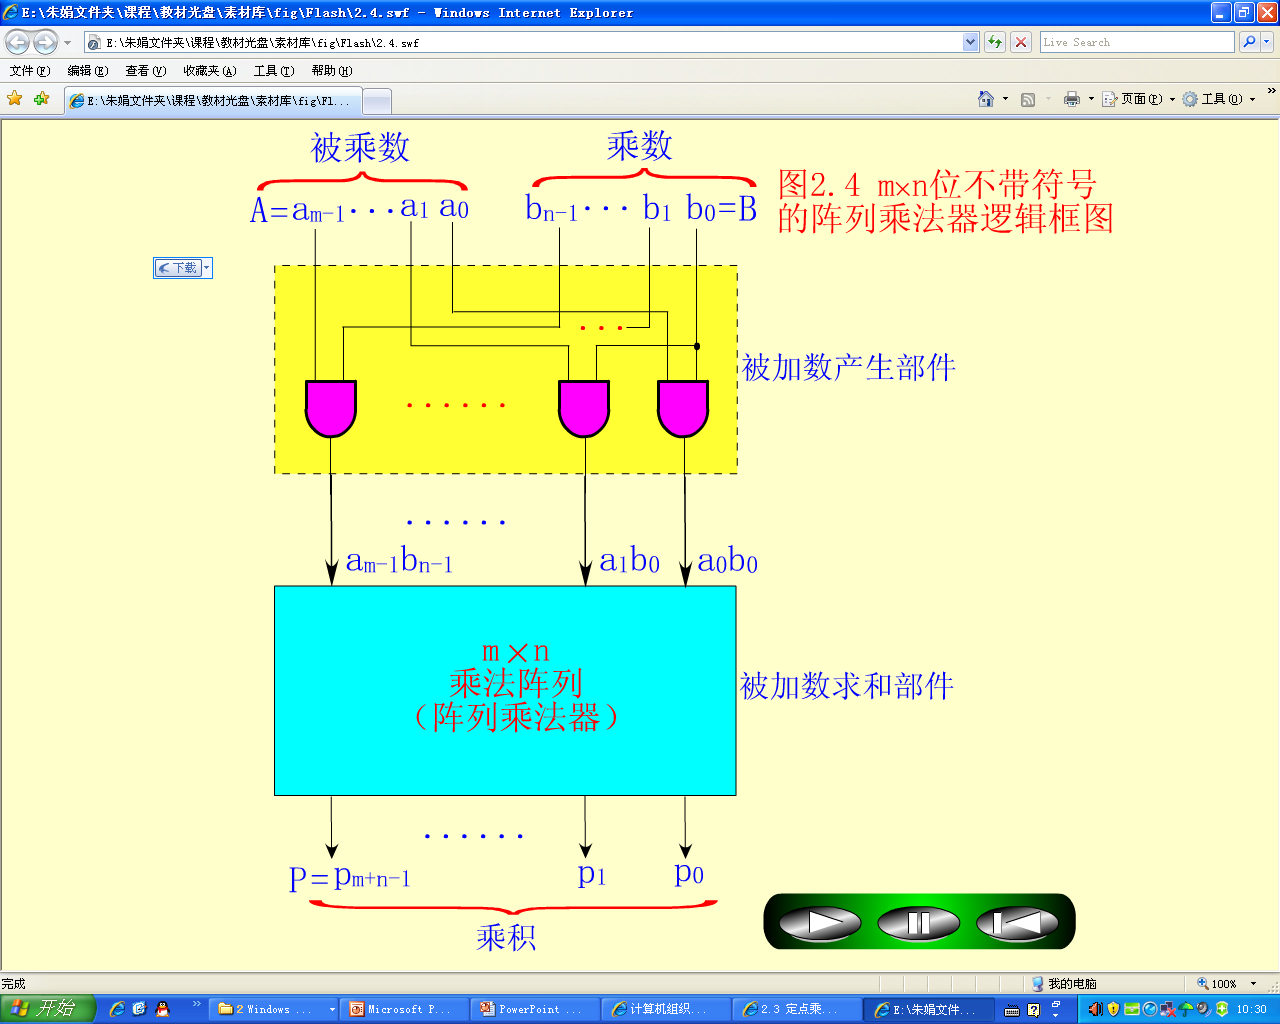 E:\朱娟文件夹\课程\教材光盘\素材库\fig\Flash\2.4.swf - Windows Internet Explorer
E:\朱娟文件夹\课程\教材光盘\素材库\fig\Flash\2.4.swf
Live Search
文件(F) 编辑(E) 查看(V) 收藏夹(A) 工具(T) 帮助(H)
E:\朱娟文件夹\课程\教材光盘\素材库\fig\Fl...
页面(P) 工具(O)
被乘数 乘数
A=am-1···a1 a0 bn-1··· b1 b0=B
图2.4 m×n位不带符号
的阵列乘法器逻辑框图
下载
被加数产生部件
am-1bn-1 a1b0 a0b0
m×n
乘法阵列
（阵列乘法器）
被加数求和部件
P=pm+n-1 p1 p0
乘积
完成 我的电脑 100%
开始 2 Windows ... Microsoft P... PowerPoint ... 计算机组织... 2.3 定点乘... E:\朱娟文件... 10:30